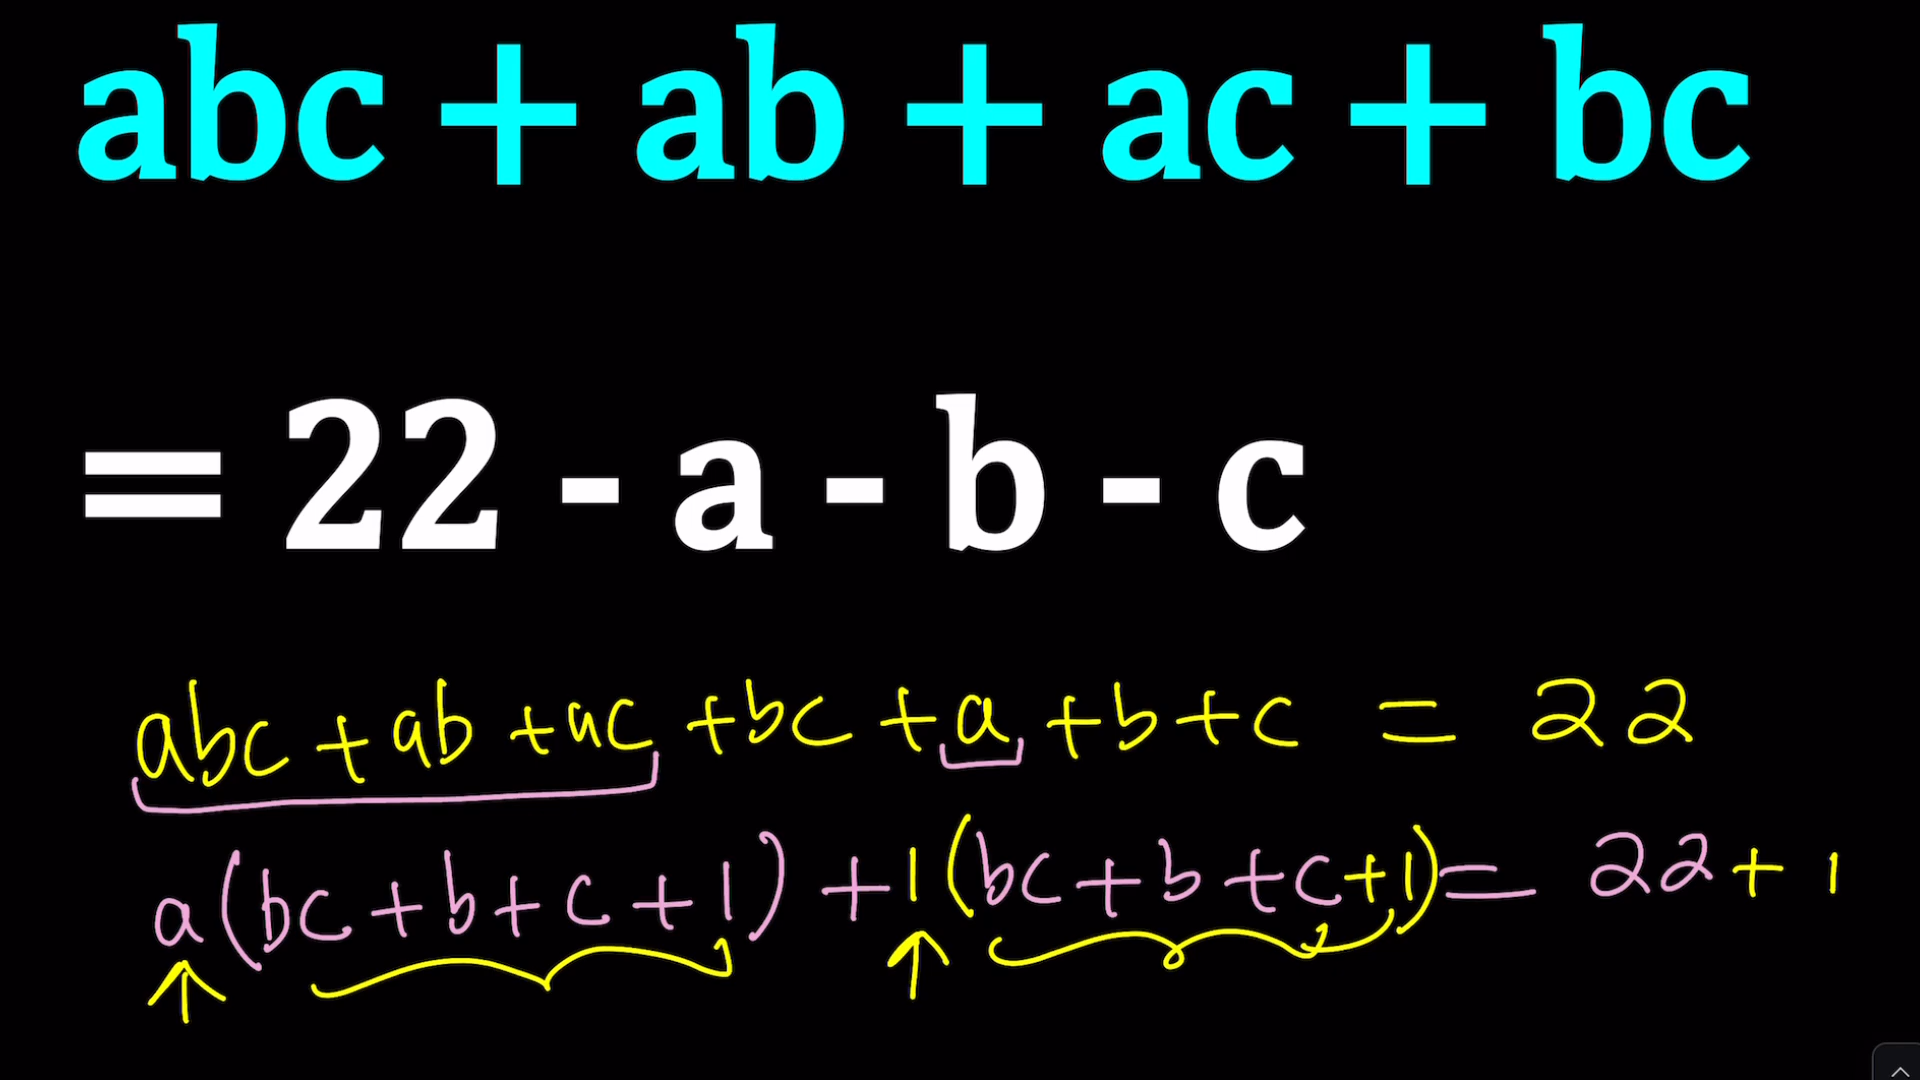 abc + ab + ac + bc
= 22 - a - b - c
abc + ab + ac + bc + a + b + c = 22
a(bc + b + c + 1) + 1(bc + b + c + 1) = 22 + 1